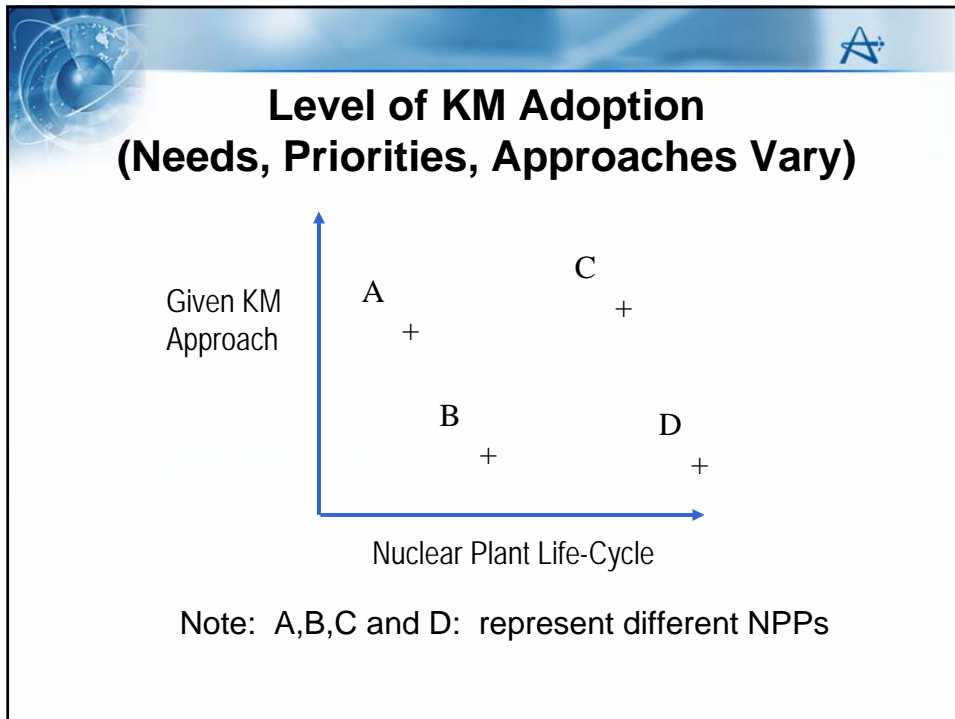 Level of KM Adoption
(Needs, Priorities, Approaches Vary)
Given KM
Approach
A
+
C
+
B
+
D
+
Nuclear Plant Life-Cycle
Note: A,B,C and D: represent different NPPs